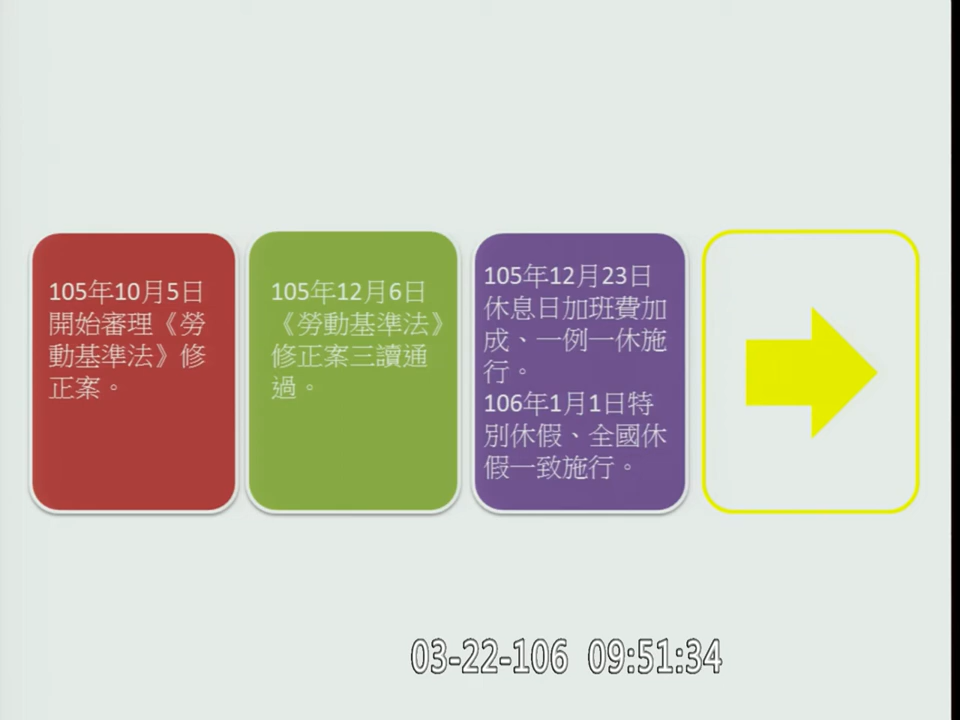 105年10月5日
開始審理《勞
動基準法》修
正案。
105年12月6日
《勞動基準法》
修正案三讀通
過。
105年12月23日
休息日加班費加
成、一例一休施
行。
106年1月1日特
別休假、全國休
假一致施行。
03-22-106 09:51:34